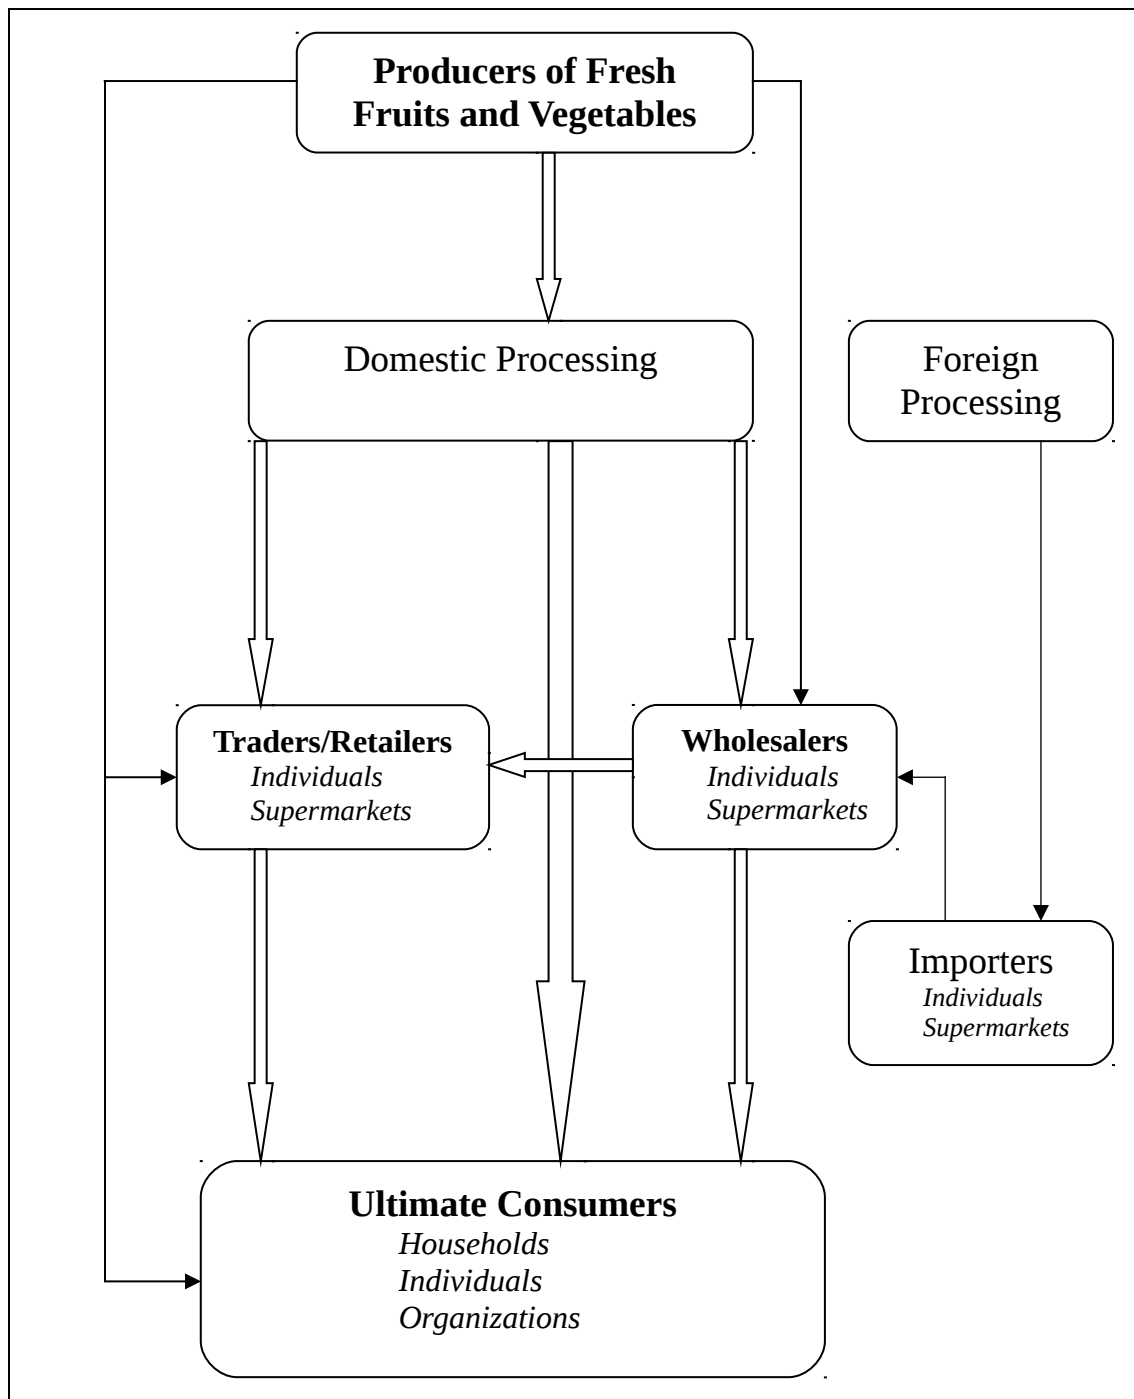 Producers of Fresh
Fruits and Vegetables
Domestic Processing
Foreign
Processing
Traders/Retailers
Individuals
Supermarkets
Wholesalers
Individuals
Supermarkets
Importers
Individuals
Supermarkets
Ultimate Consumers
Households
Individuals
Organizations